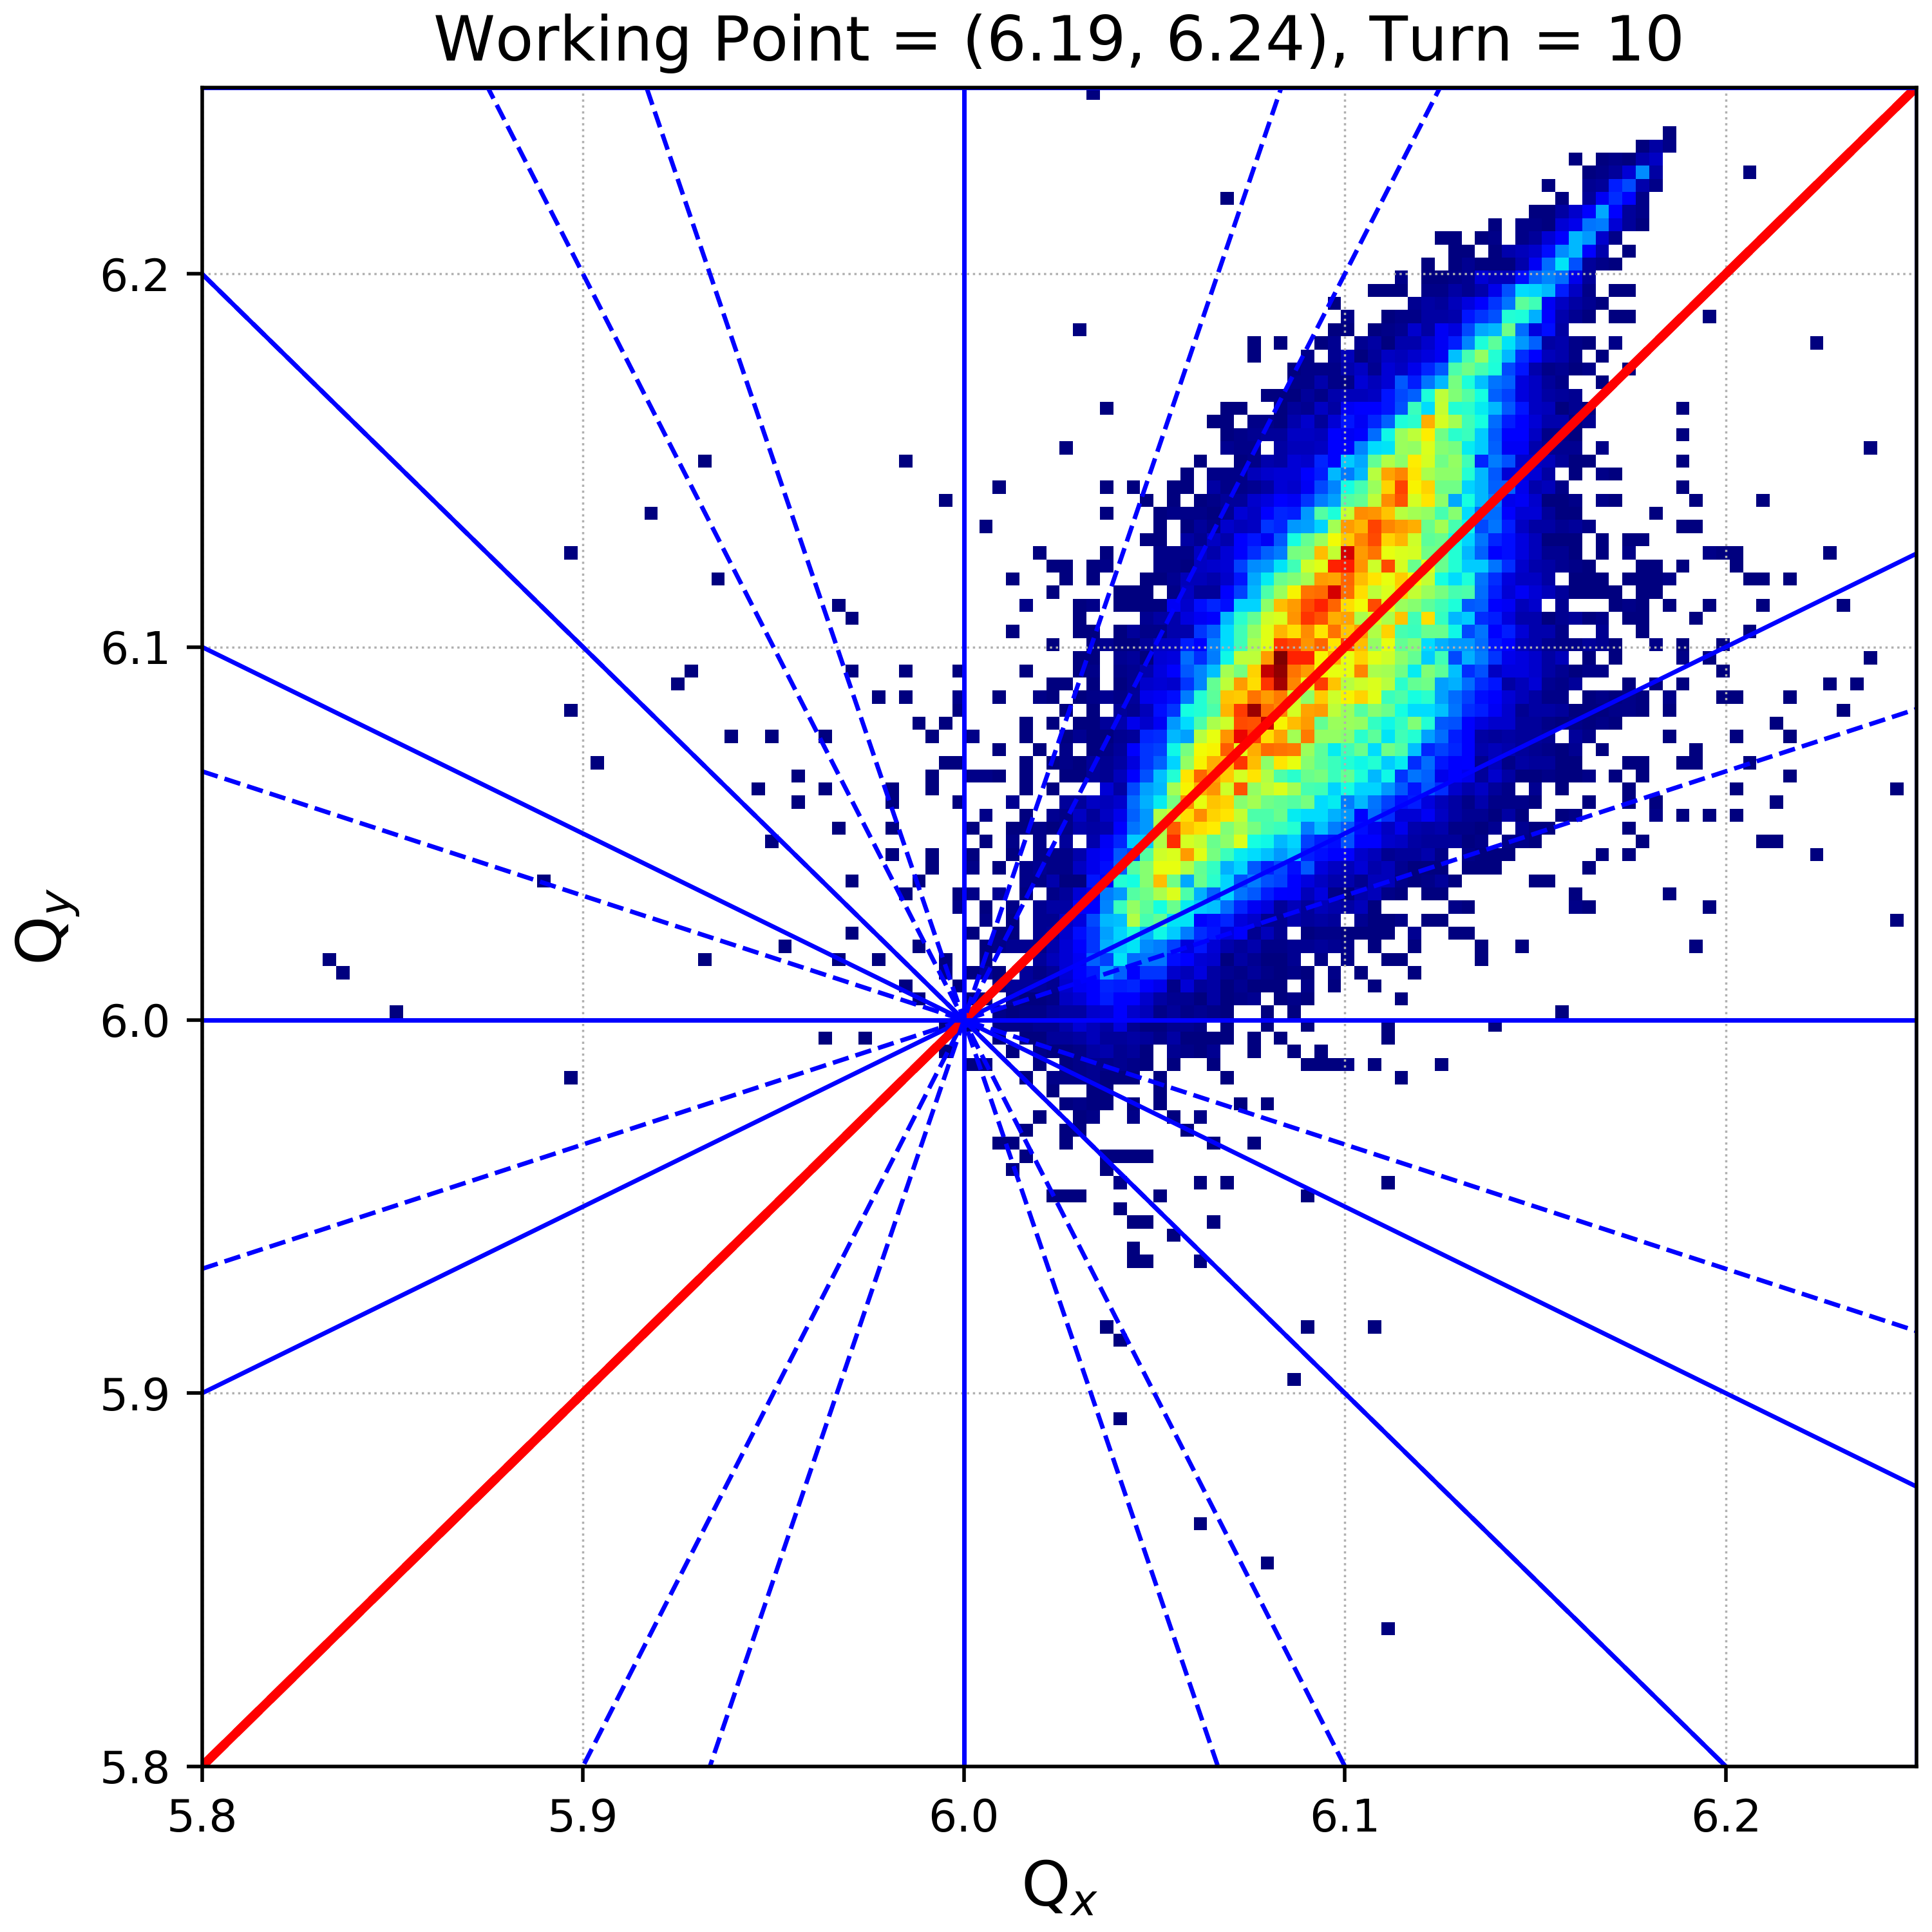 Working Point = (6.19, 6.24), Turn = 10
6.2
6.1
6.0
5.9
5.8
Qy
5.8 5.9 6.0 6.1 6.2
Qx